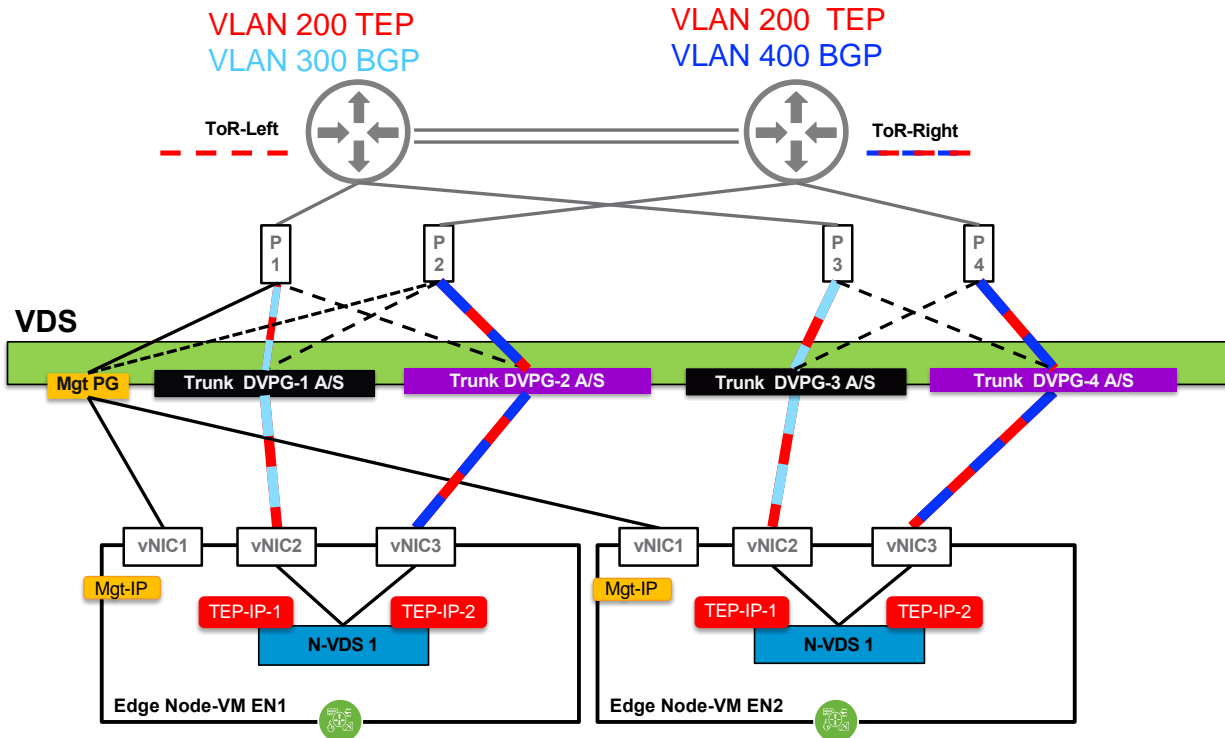 VLAN 200 TEP
VLAN 300 BGP
VLAN 200 TEP
VLAN 400 BGP
ToR-Left
ToR-Right
P
1
P
2
P
3
P
4
VDS
Mgt PG
Trunk DVPG-1 A/S
Trunk DVPG-2 A/S
Trunk DVPG-3 A/S
Trunk DVPG-4 A/S
vNIC1
vNIC2
vNIC3
vNIC1
vNIC2
vNIC3
Mgt-IP
TEP-IP-1
TEP-IP-2
N-VDS 1
Mgt-IP
TEP-IP-1
TEP-IP-2
N-VDS 1
Edge Node-VM EN1
Edge Node-VM EN2